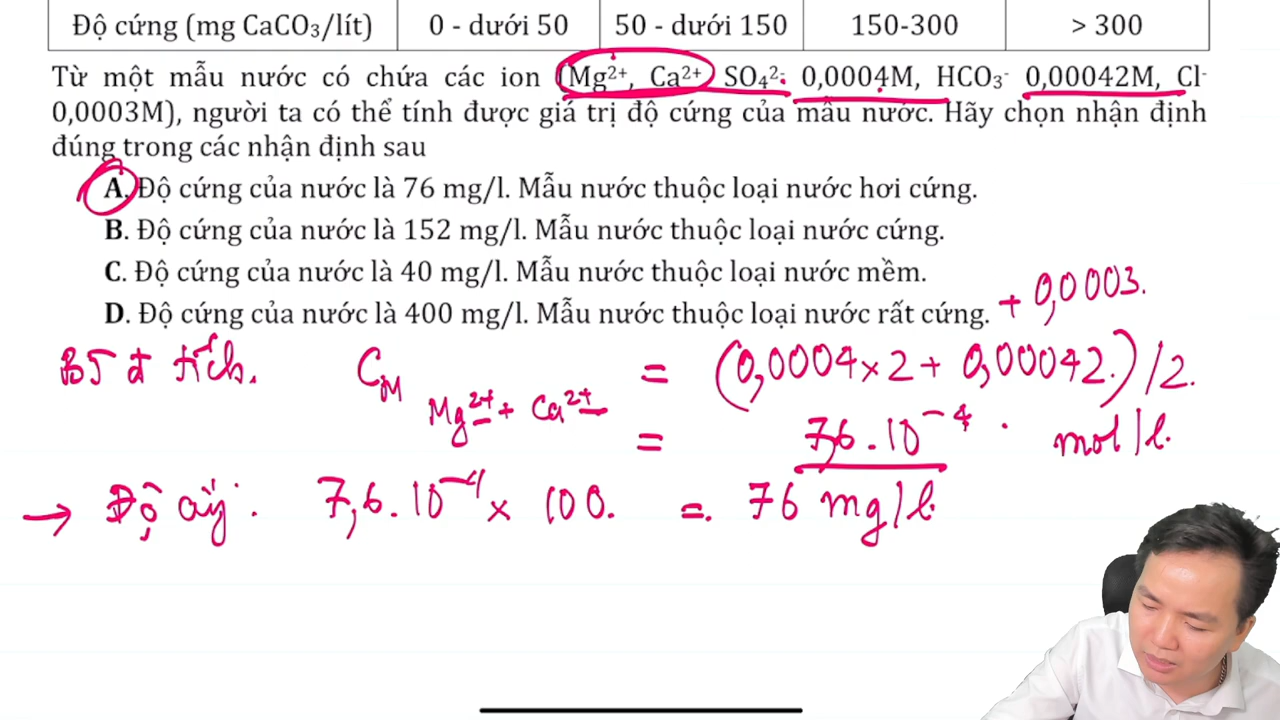 Độ cứng (mg CaCO₃/lít) 0 - dưới 50 50 - dưới 150 150-300 > 300
Từ một mẫu nước có chứa các ion (Mg²⁺, Ca²⁺ SO₄²⁻ 0,0004M, HCO₃⁻ 0,00042M, Cl⁻
0,0003M), người ta có thể tính được giá trị độ cứng của mẫu nước. Hãy chọn nhận định
đúng trong các nhận định sau
A. Độ cứng của nước là 76 mg/l. Mẫu nước thuộc loại nước hơi cứng.
B. Độ cứng của nước là 152 mg/l. Mẫu nước thuộc loại nước cứng.
C. Độ cứng của nước là 40 mg/l. Mẫu nước thuộc loại nước mềm.
D. Độ cứng của nước là 400 mg/l. Mẫu nước thuộc loại nước rất cứng.
+ 0,0003.
BT đ tích. C_M Mg²⁺ + Ca²⁺ = (0,0004 × 2 + 0,00042.) / 2.
= 7,6 . 10⁻⁴ . mol/l.
→ Độ : 7,6 . 10⁻⁴ × 100. = 76 mg/l.